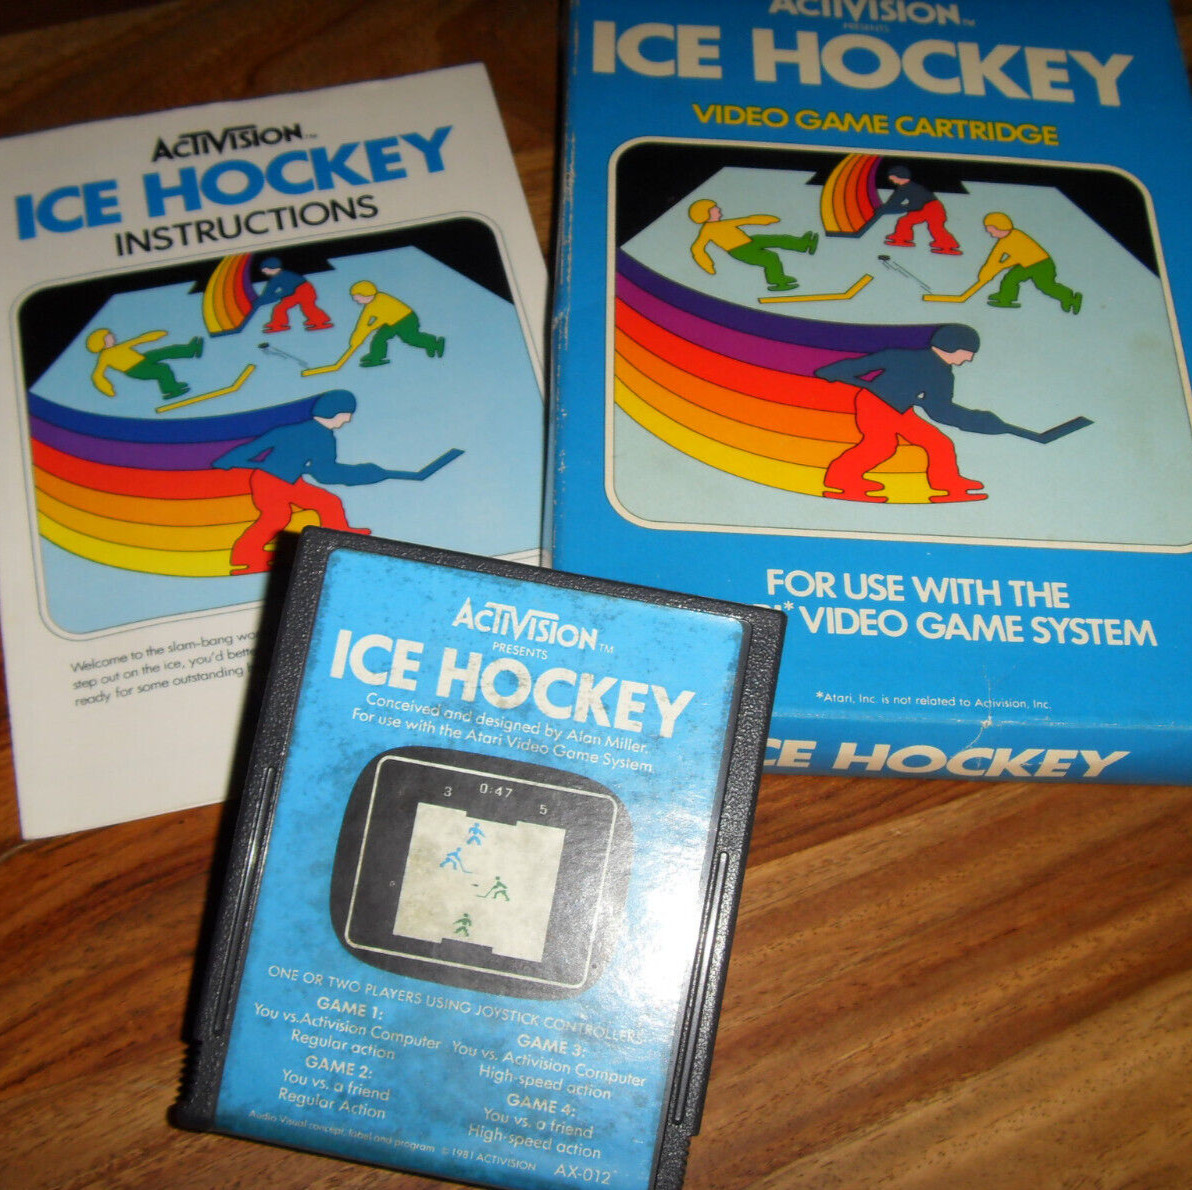 ACTIVISION™
ICE HOCKEY
INSTRUCTIONS
Welcome to the slam-bang
step out on the ice, you'd
ready for some outstanding
ACTIVISION™
PRESENTS
ICE HOCKEY
VIDEO GAME CARTRIDGE
FOR USE WITH THE
* VIDEO GAME SYSTEM
*Atari, Inc. is not related to Activision, Inc.
CE HOCKEY
ACTIVISION™
PRESENTS
ICE HOCKEY
Conceived and designed by Alan Miller.
For use with the Atari Video Game System
3 0:47 5
ONE OR TWO PLAYERS USING JOYSTICK CONTROLLERS
GAME 1:
You vs. Activision Computer
Regular action
GAME 2:
You vs. a friend
Regular Action
GAME 3:
You vs. Activision Computer
High-speed action
GAME 4:
You vs. a friend
High-speed action
Audio Visual concept, label and program © 1981 ACTIVISION
AX-012